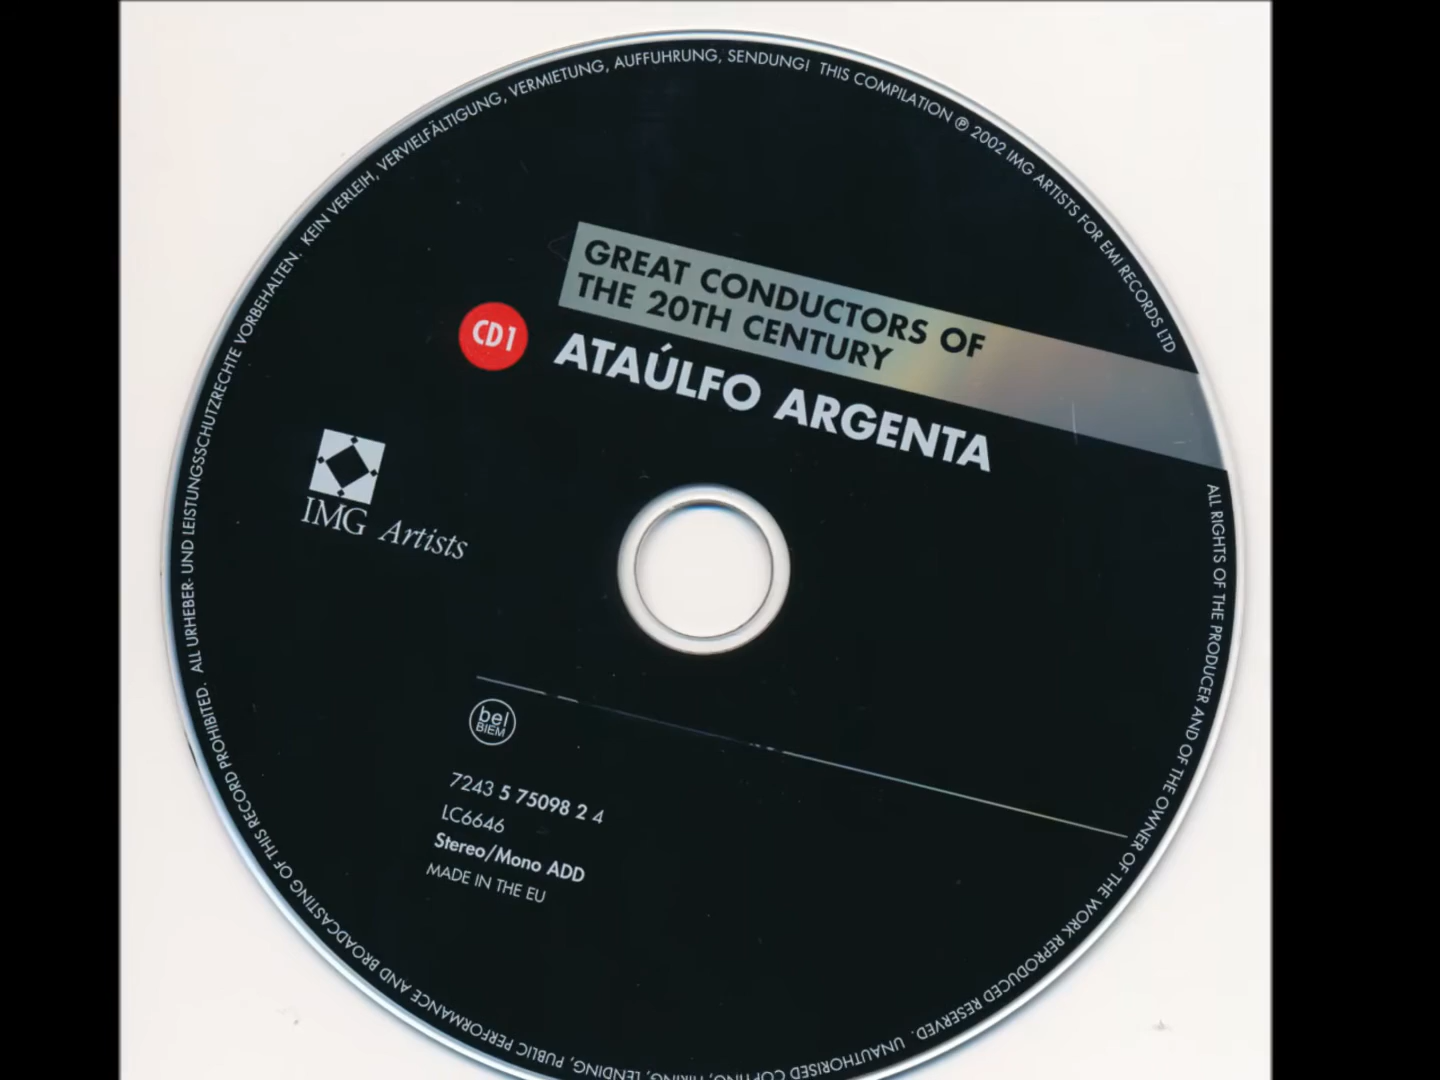 GREAT CONDUCTORS OF
THE 20TH CENTURY
CD1
ATAÚLFO ARGENTA
IMG Artists
bel
BIEM
7243 5 75098 2 4
LC6646
Stereo/Mono ADD
MADE IN THE EU
ALL RIGHTS OF THE PRODUCER AND OF THE OWNER OF THE WORK REPRODUCED RESERVED. UNAUTHORISED COPYING, HIRING, LENDING, PUBLIC PERFORMANCE AND BROADCASTING OF THIS RECORD PROHIBITED. ALL URHEBER- UND LEISTUNGSSCHUTZRECHTE VORBEHALTEN. KEIN VERLEIH, VERVIELFÄLTIGUNG, VERMIETUNG, AUFFUHRUNG, SENDUNG! THIS COMPILATION ℗ 2002 IMG ARTISTS FOR EMI RECORDS LTD